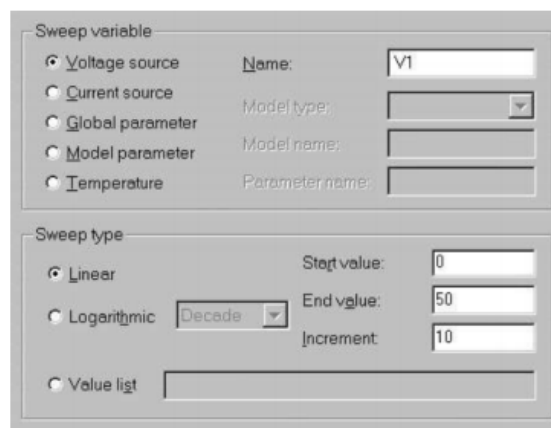 Sweep variable
Voltage source Name: V1
Current source
Model type:
Global parameter
Model name:
Model parameter
Temperature Parameter name:
Sweep type
Linear Start value: 0
Logarithmic Decade End value: 50
Increment: 10
Value list